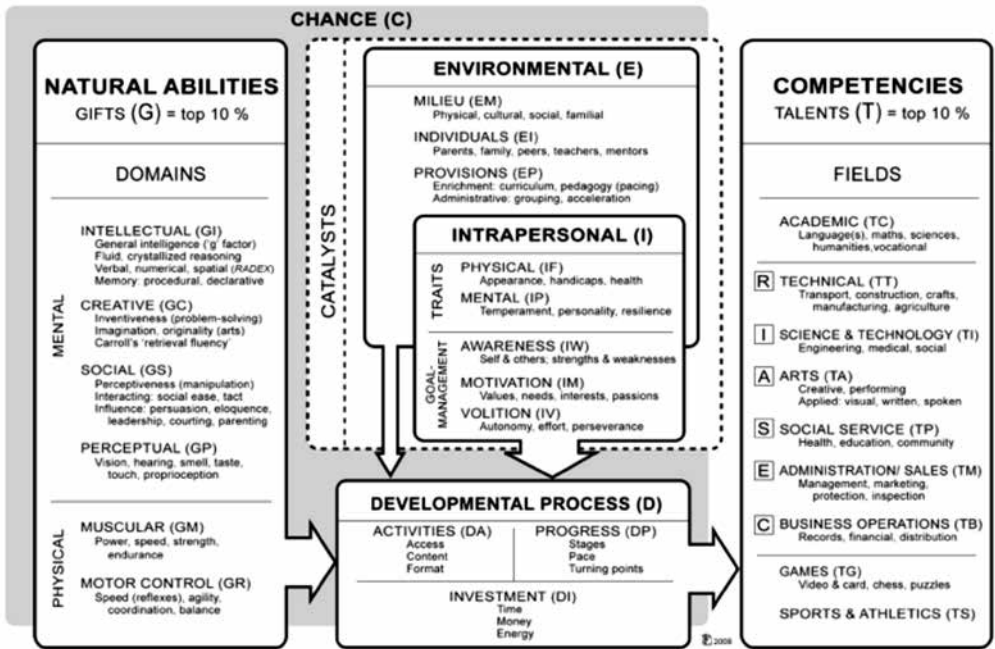 CHANCE (C)
NATURAL ABILITIES
GIFTS (G) = top 10 %
DOMAINS
MENTAL
INTELLECTUAL (GI)
General intelligence ('g' factor)
Fluid, crystallized reasoning
Verbal, numerical, spatial (RADEX)
Memory: procedural, declarative
CREATIVE (GC)
Inventiveness (problem-solving)
Imagination, originality (arts)
Carroll's 'retrieval fluency'
SOCIAL (GS)
Perceptiveness (manipulation)
Interacting: social ease, tact
Influence: persuasion, eloquence,
leadership, courting, parenting
PERCEPTUAL (GP)
Vision, hearing, smell, taste,
touch, proprioception
PHYSICAL
MUSCULAR (GM)
Power, speed, strength,
endurance
MOTOR CONTROL (GR)
Speed (reflexes), agility,
coordination, balance
CATALYSTS
ENVIRONMENTAL (E)
MILIEU (EM)
Physical, cultural, social, familial
INDIVIDUALS (EI)
Parents, family, peers, teachers, mentors
PROVISIONS (EP)
Enrichment: curriculum, pedagogy (pacing)
Administrative: grouping, acceleration
INTRAPERSONAL (I)
TRAITS
PHYSICAL (IF)
Appearance, handicaps, health
MENTAL (IP)
Temperament, personality, resilience
GOAL-
MANAGEMENT
AWARENESS (IW)
Self & others; strengths & weaknesses
MOTIVATION (IM)
Values, needs, interests, passions
VOLITION (IV)
Autonomy, effort, perseverance
DEVELOPMENTAL PROCESS (D)
ACTIVITIES (DA)
Access
Content
Format
PROGRESS (DP)
Stages
Pace
Turning points
INVESTMENT (DI)
Time
Money
Energy
2008
COMPETENCIES
TALENTS (T) = top 10 %
FIELDS
ACADEMIC (TC)
Language(s), maths, sciences,
humanities,vocational
R TECHNICAL (TT)
Transport, construction, crafts,
manufacturing, agriculture
I SCIENCE & TECHNOLOGY (TI)
Engineering, medical, social
A ARTS (TA)
Creative, performing
Applied: visual, written, spoken
S SOCIAL SERVICE (TP)
Health, education, community
E ADMINISTRATION/ SALES (TM)
Management, marketing,
protection, inspection
C BUSINESS OPERATIONS (TB)
Records, financial, distribution
GAMES (TG)
Video & card, chess, puzzles
SPORTS & ATHLETICS (TS)